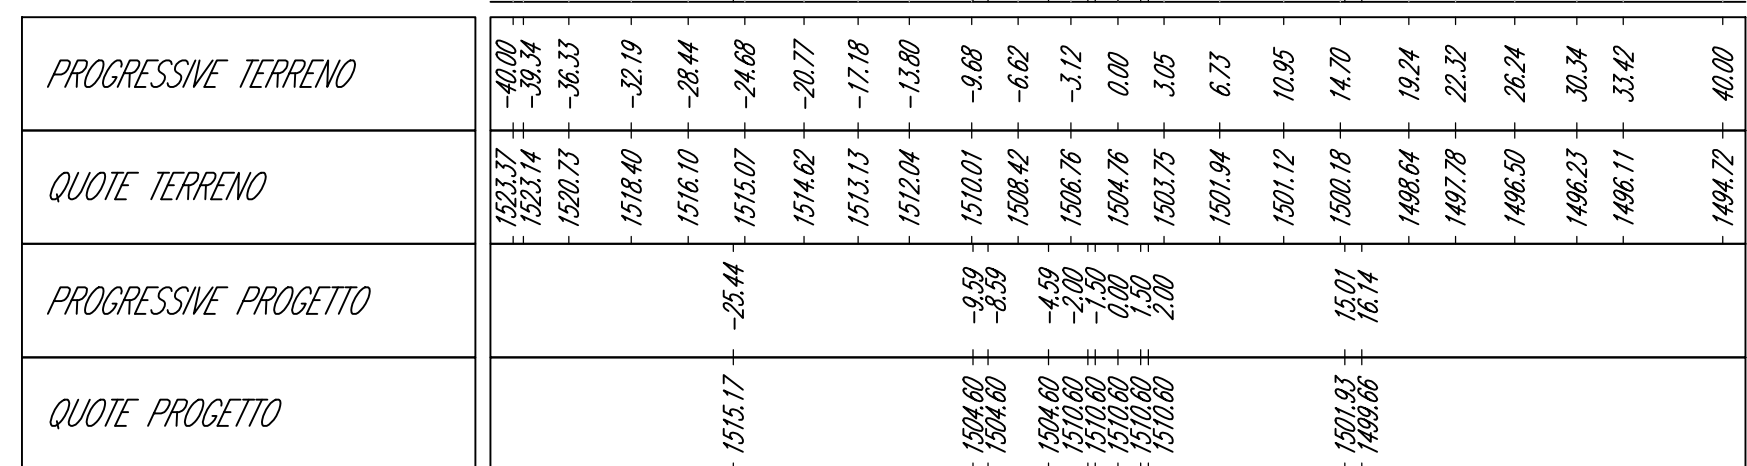 PROGRESSIVE TERRENO -40.00 -39.34 -36.33 -32.19 -28.44 -24.68 -20.77 -17.18 -13.80 -9.68 -6.62 -3.12 0.00 3.05 6.73 10.95 14.70 19.24 22.32 26.24 30.34 33.42 40.00
QUOTE TERRENO 1523.37 1523.14 1520.73 1518.40 1516.10 1515.07 1514.62 1513.13 1512.04 1510.01 1508.42 1506.76 1504.76 1503.75 1501.94 1501.12 1500.18 1498.64 1497.78 1496.50 1496.23 1496.11 1494.72
PROGRESSIVE PROGETTO -25.44 -9.59 -8.59 -4.59 -2.00 -1.50 0.00 1.50 2.00 15.01 16.14
QUOTE PROGETTO 1515.17 1504.60 1504.60 1504.60 1510.60 1510.60 1510.60 1510.60 1510.60 1501.93 1499.66